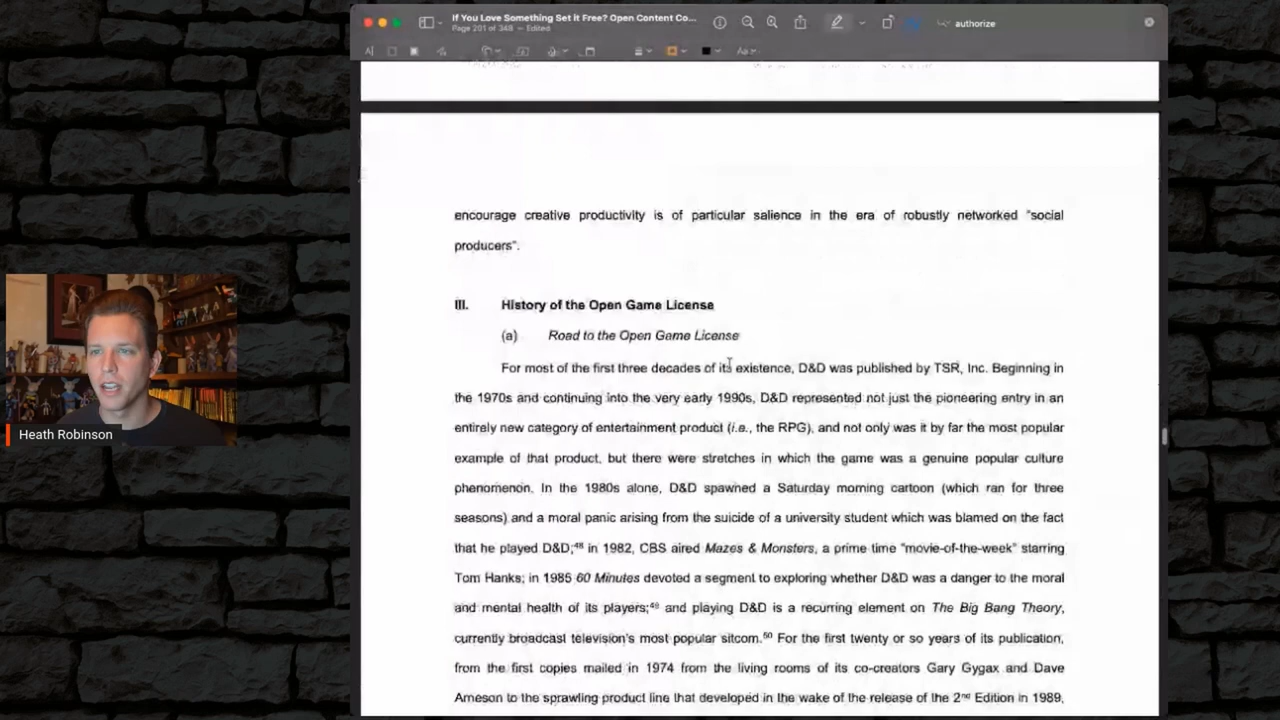 If You Love Something Set it Free? Open Content Co...
Page 201 of 348 — Edited
authorize
encourage creative productivity is of particular salience in the era of robustly networked "social
producers".
III. History of the Open Game License
(a) Road to the Open Game License
For most of the first three decades of its existence, D&D was published by TSR, Inc. Beginning in
the 1970s and continuing into the very early 1990s, D&D represented not just the pioneering entry in an
entirely new category of entertainment product (i.e., the RPG), and not only was it by far the most popular
example of that product, but there were stretches in which the game was a genuine popular culture
phenomenon. In the 1980s alone, D&D spawned a Saturday morning cartoon (which ran for three
seasons) and a moral panic arising from the suicide of a university student which was blamed on the fact
that he played D&D;48 in 1982, CBS aired Mazes & Monsters, a prime time "movie-of-the-week" starring
Tom Hanks; in 1985 60 Minutes devoted a segment to exploring whether D&D was a danger to the moral
and mental health of its players;49 and playing D&D is a recurring element on The Big Bang Theory,
currently broadcast television's most popular sitcom.50 For the first twenty or so years of its publication,
from the first copies mailed in 1974 from the living rooms of its co-creators Gary Gygax and Dave
Arneson to the sprawling product line that developed in the wake of the release of the 2nd Edition in 1989,
Heath Robinson